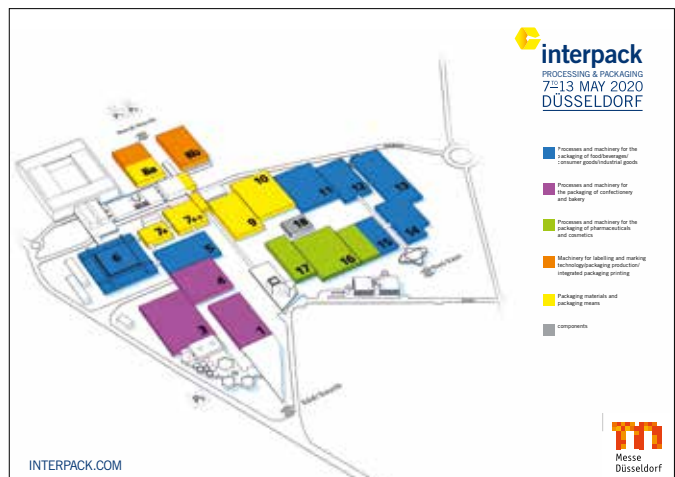 interpack
PROCESSING & PACKAGING
7TO13 MAY 2020
DÜSSELDORF
Processes and machinery for the
packaging of food/beverages/
consumer goods/industrial goods
Processes and machinery for
the packaging of confectionery
and bakery
Processes and machinery for the
packaging of pharmaceuticals
and cosmetics
Machinery for labelling and marking
technology/packaging production/
integrated packaging printing
Packaging materials and
packaging means
components
8a
8b
10
11
12
13
9
7a
18
14
15
16
17
6
5
4
3
1
INTERPACK.COM
Messe
Düsseldorf